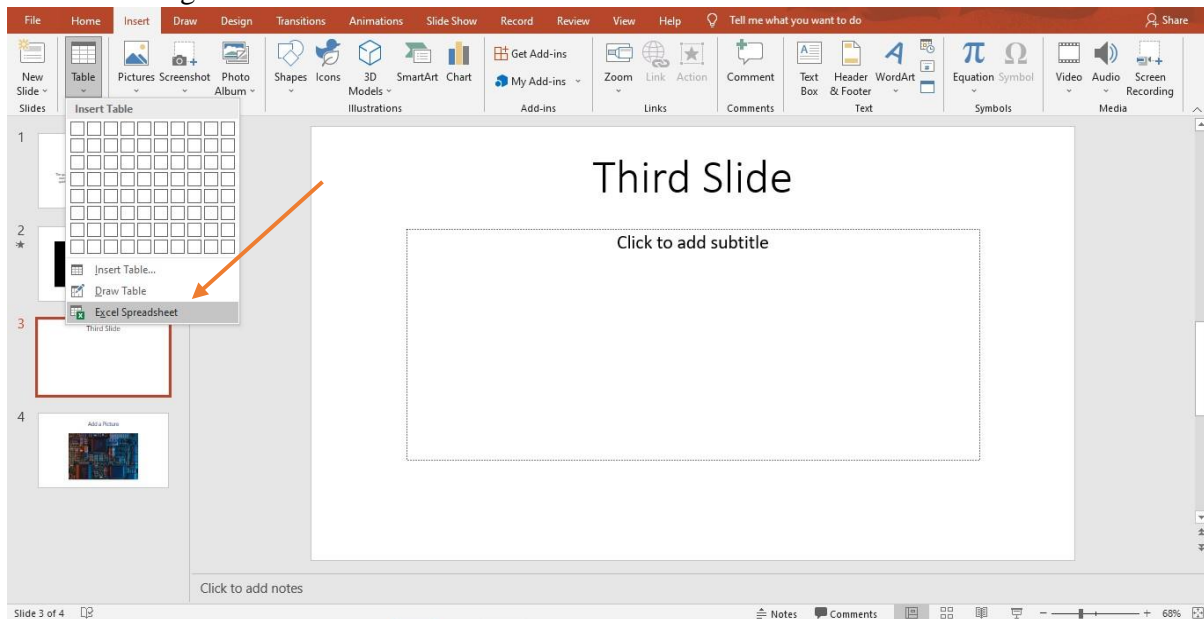 File Home Insert Draw Design Transitions Animations Slide Show Record Review View Help Tell me what you want to do Share
New Slide Table Pictures Screenshot Photo Album Shapes Icons 3D Models SmartArt Chart Get Add-ins My Add-ins Zoom Link Action Comment Text Box Header & Footer WordArt Equation Symbol Video Audio Screen Recording
Slides Illustrations Add-ins Links Comments Text Symbols Media
Insert Table
Insert Table...
Draw Table
Excel Spreadsheet
1
2
3
Third Slide
4
Add a Picture
Third Slide
Click to add subtitle
Click to add notes
Slide 3 of 4 Notes Comments 68%